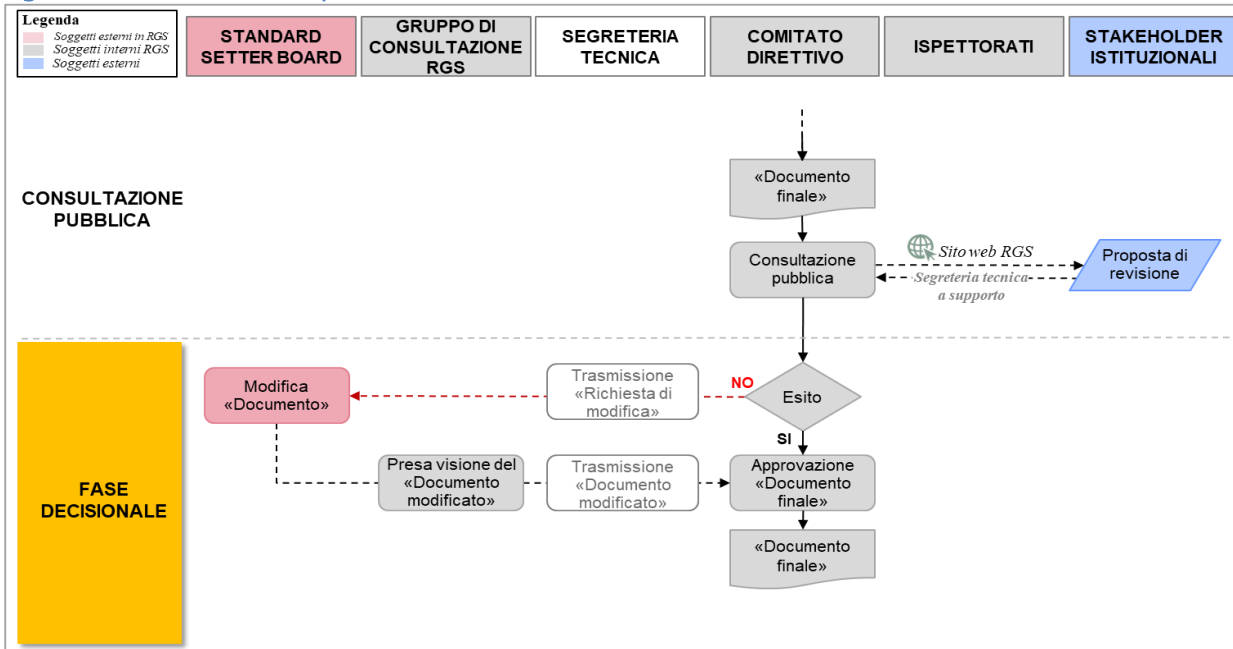 Legenda
Soggetti esterni in RGS
Soggetti interni RGS
Soggetti esterni
STANDARD
SETTER BOARD
GRUPPO DI
CONSULTAZIONE
RGS
SEGRETERIA
TECNICA
COMITATO
DIRETTIVO
ISPETTORATI
STAKEHOLDER
ISTITUZIONALI
CONSULTAZIONE
PUBBLICA
«Documento
finale»
Consultazione
pubblica
Sito web RGS
Segreteria tecnica
a supporto
Proposta di
revisione
FASE
DECISIONALE
Modifica
«Documento»
Trasmissione
«Richiesta di
modifica»
NO
Esito
SI
Presa visione del
«Documento
modificato»
Trasmissione
«Documento
modificato»
Approvazione
«Documento
finale»
«Documento
finale»